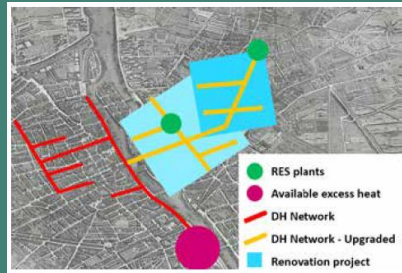 RES plants
Available excess heat
DH Network
DH Network - Upgraded
Renovation project